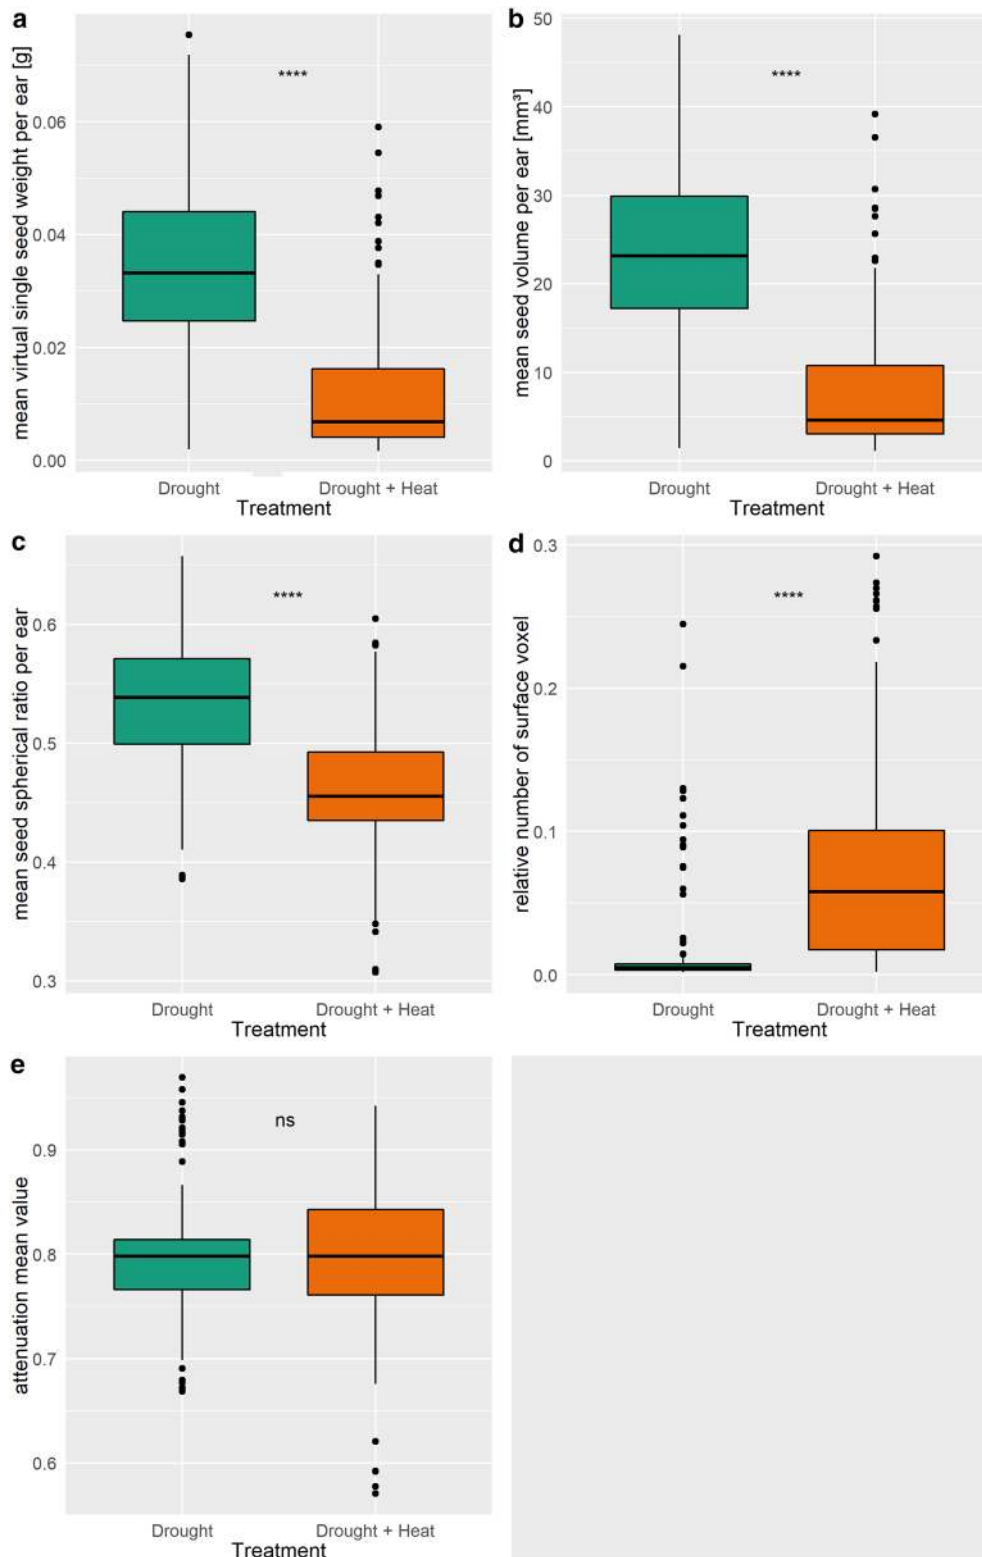 a
mean virtual single seed weight per ear [g]
0.06
0.04
0.02
0.00
****
Drought
Drought + Heat
Treatment
b
mean seed volume per ear [mm³]
50
40
30
20
10
0
****
Drought
Drought + Heat
Treatment
c
mean seed spherical ratio per ear
0.6
0.5
0.4
0.3
****
Drought
Drought + Heat
Treatment
d
relative number of surface voxel
0.3
0.2
0.1
0.0
****
Drought
Drought + Heat
Treatment
e
attenuation mean value
0.9
0.8
0.7
0.6
ns
Drought
Drought + Heat
Treatment